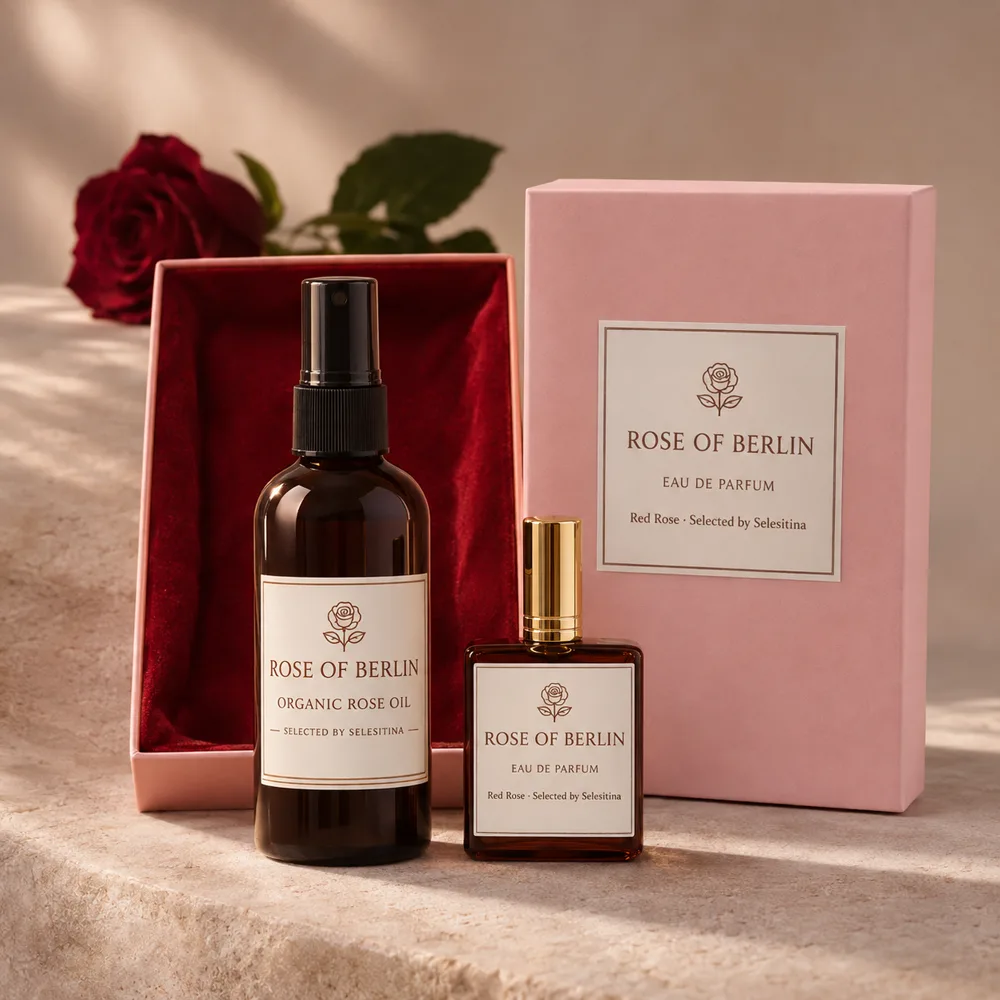 ROSE OF BERLIN
ORGANIC ROSE OIL
SELECTED BY SELESITINA
ROSE OF BERLIN
EAU DE PARFUM
Red Rose · Selected by Selesitina
ROSE OF BERLIN
EAU DE PARFUM
Red Rose · Selected by Selesitina